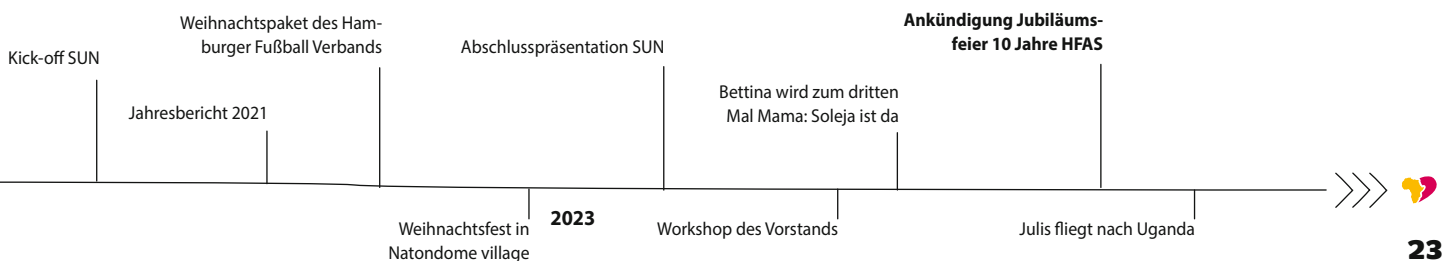 Kick-off SUN
Jahresbericht 2021
Weihnachtspaket des Ham-
burger Fußball Verbands
Weihnachtsfest in
Natondome village
2023
Abschlusspräsentation SUN
Workshop des Vorstands
Bettina wird zum dritten
Mal Mama: Soleja ist da
Ankündigung Jubiläums-
feier 10 Jahre HFAS
Julis fliegt nach Uganda
23